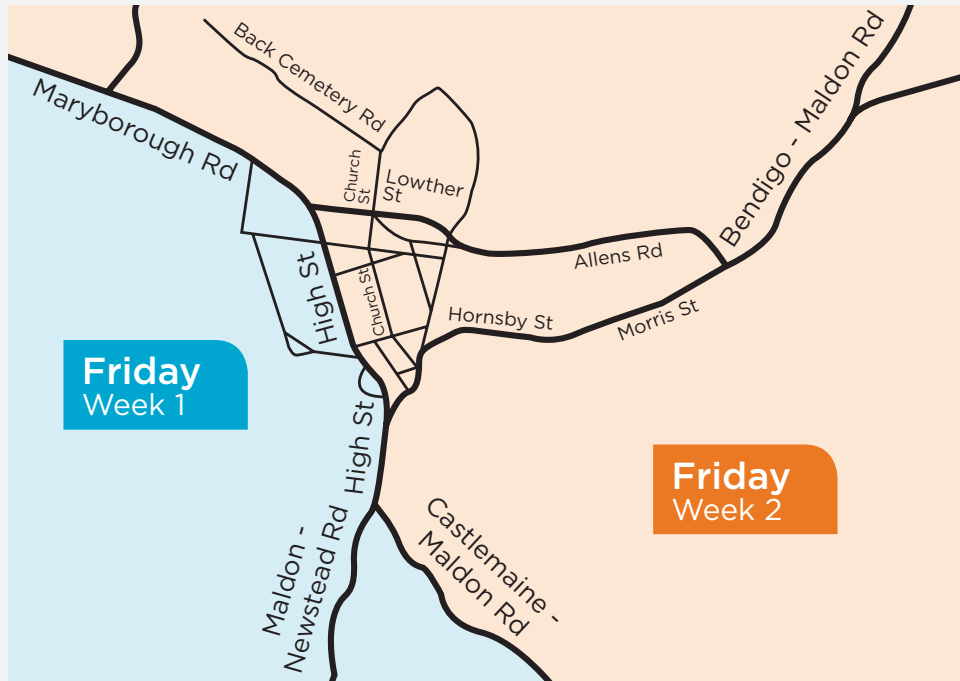 Back Cemetery Rd
Maryborough Rd
Bendigo - Maldon Rd
Church
St
Lowther
St
Allens Rd
High St
Church St
Hornsby St
Morris St
Friday
Week 1
High St
Friday
Week 2
Maldon -
Newstead Rd
Castlemaine -
Maldon Rd